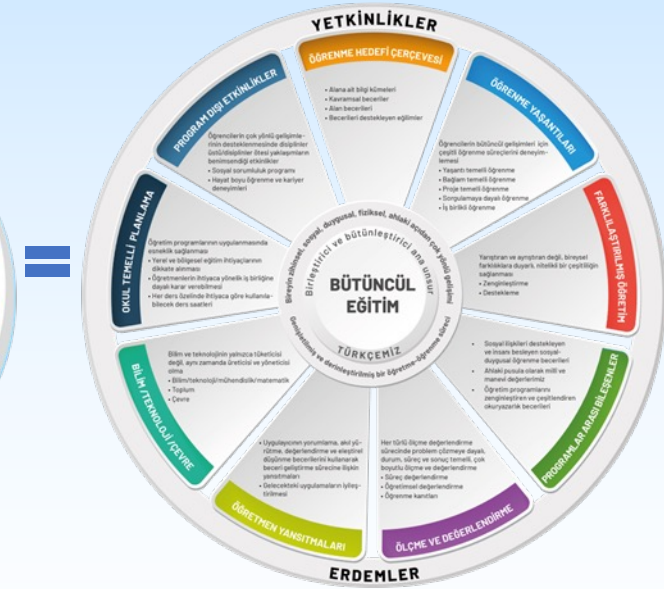 YETKİNLİKLER
ÖĞRENME HEDEFİ ÇERÇEVESİ
• Alana ait bilgi kümeleri
• Kavramsal beceriler
• Alan becerileri
• Becerileri destekleyen eğilimler
ÖĞRENME YAŞANTILARI
Öğrencilerin bütüncül gelişimleri için
çeşitli öğrenme süreçlerini deneyim-
lemesi
• Yaşantı temelli öğrenme
• Bağlam temelli öğrenme
• Proje temelli öğrenme
• Sorgulamaya dayalı öğrenme
• İş birlikli öğrenme
FARKLILAŞTIRILMIŞ ÖĞRETİM
Yarıştıran ve ayrıştıran değil, bireysel
farklılıklara duyarlı, nitelikli bir çeşitliliğin
sağlanması
• Zenginleştirme
• Destekleme
PROGRAMLAR ARASI BİLEŞENLER
• Sosyal ilişkileri destekleyen
ve insanı besleyen sosyal-
duygusal öğrenme becerileri
• Ahlaki pusula olarak millî ve
manevi değerlerimiz
• Öğretim programlarını
zenginleştiren ve çeşitlendiren
okuryazarlık becerileri
ÖLÇME VE DEĞERLENDİRME
Her türlü ölçme değerlendirme
sürecinde problem çözmeye dayalı,
durum, süreç ve sonuç temelli, çok
boyutlu ölçme ve değerlendirme
• Süreç değerlendirme
• Öğretimsel değerlendirme
• Öğrenme kanıtları
ÖĞRETMEN YANSITMALARI
• Uygulayıcının yorumlama, akıl yü-
rütme, değerlendirme ve eleştirel
düşünme becerilerini kullanarak
beceri geliştirme sürecine ilişkin
yansıtmaları
• Gelecekteki uygulamaların iyileş-
tirilmesi
BİLİM /TEKNOLOJİ /ÇEVRE
Bilim ve teknolojinin yalnızca tüketicisi
değil, aynı zamanda üreticisi ve yöneticisi
olma
• Bilim/teknoloji/mühendislik/matematik
• Toplum
• Çevre
OKUL TEMELLİ PLANLAMA
Öğretim programlarının uygulanmasında
esneklik sağlanması
• Yerel ve bölgesel eğitim ihtiyaçlarının
dikkate alınması
• Öğretmenlerin ihtiyaca yönelik iş birliğine
dayalı karar verebilmesi
• Her ders özelinde ihtiyaca göre kullanıla-
bilecek ders saatleri
PROGRAM DIŞI ETKİNLİKLER
Öğrencilerin çok yönlü gelişimle-
rinin desteklenmesinde disiplinler
üstü/disiplinler ötesi yaklaşımların
benimsendiği etkinlikler
• Sosyal sorumluluk programı
• Hayat boyu öğrenme ve kariyer
deneyimleri
Bireyin zihinsel, sosyal, duygusal, fiziksel, ahlaki açıdan çok yönlü gelişimi
Birleştirici ve bütünleştirici ana unsur
BÜTÜNCÜL
EĞİTİM
TÜRKÇEMİZ
Genişletilmiş ve derinleştirilmiş bir öğretme-öğrenme süreci
ERDEMLER